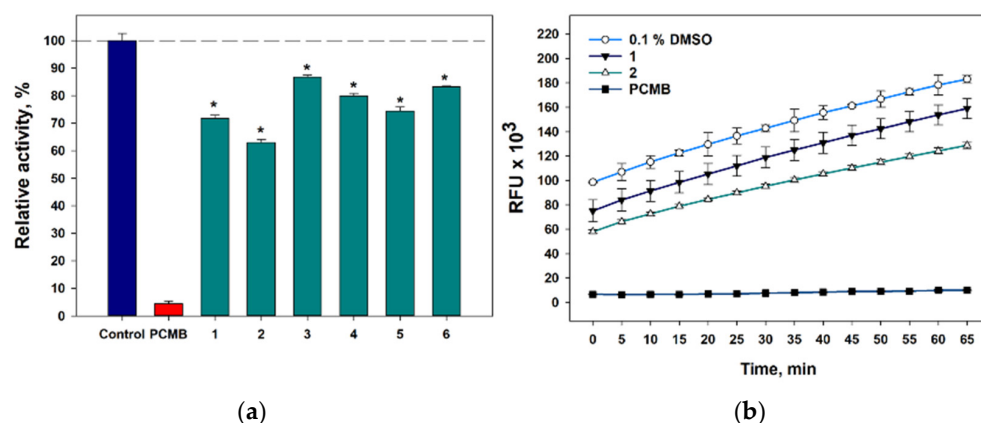 Relative activity, %
100
90
80
70
60
50
40
30
20
10
0
* * * * * *
Control PCMB 1 2 3 4 5 6
(a)
RFU x 10³
220
200
180
160
140
120
100
80
60
40
20
0
0.1 % DMSO
1
2
PCMB
0 5 10 15 20 25 30 35 40 45 50 55 60 65
Time, min
(b)